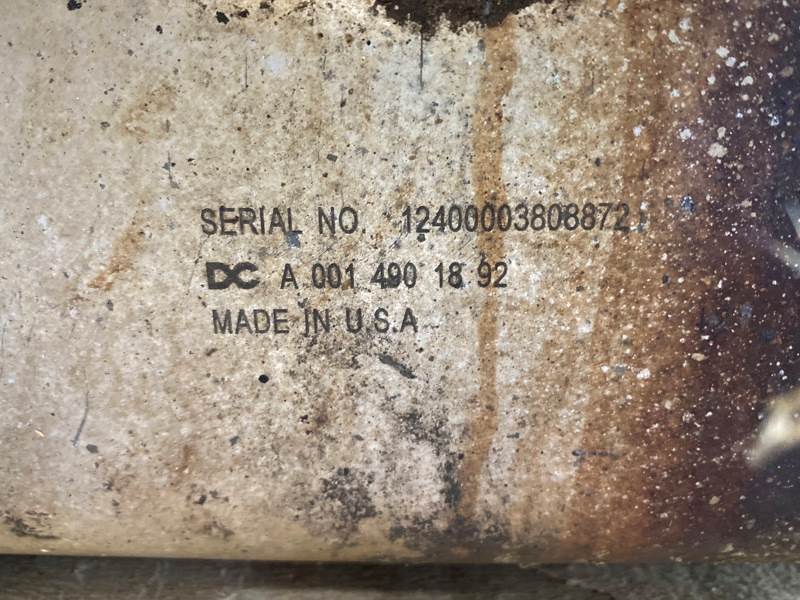 SERIAL NO. 12400003808872
DC A 001 490 18 92
MADE IN U.S.A